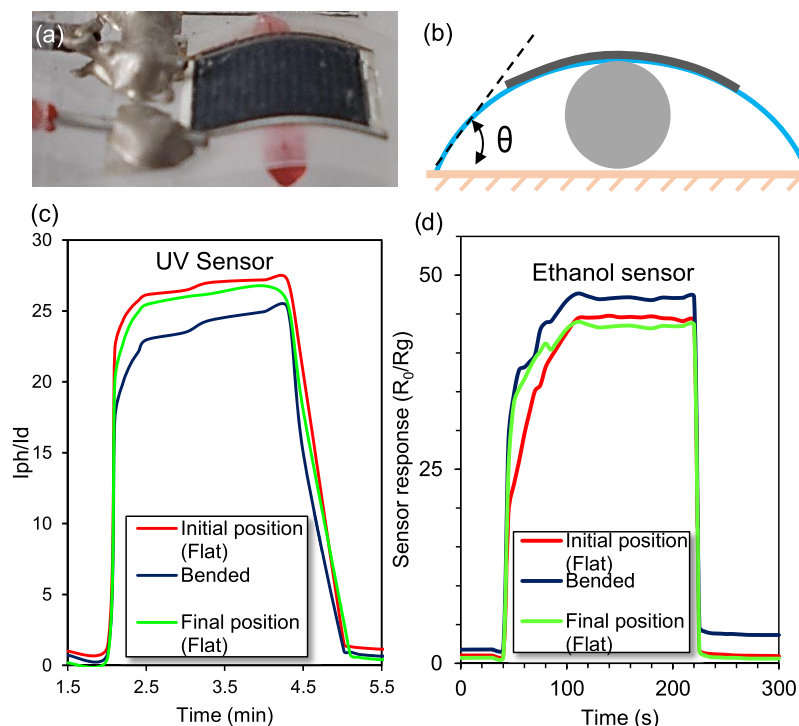 (a)
(b)
θ
(c)
30
25
20
15
10
5
0
Iph/Id
UV Sensor
Initial position
(Flat)
Bended
Final position
(Flat)
1.5
2.5
3.5
4.5
5.5
Time (min)
(d)
50
25
0
Sensor response (R₀/Rg)
Ethanol sensor
Initial position
(Flat)
Bended
Final position
(Flat)
0
100
200
300
Time (s)